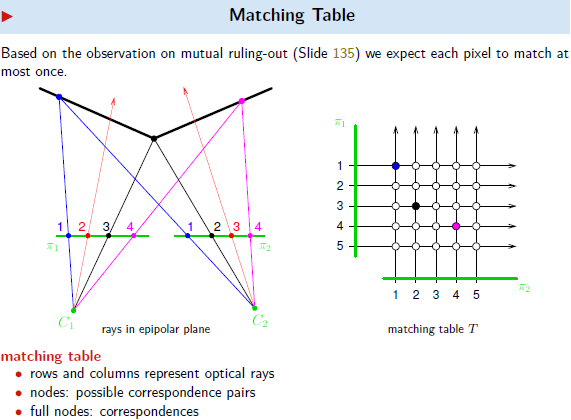 Matching Table
Based on the observation on mutual ruling-out (Slide 135) we expect each pixel to match at
most once.
1 2 3 4 1 2 3 4
π1 π2
C1 C2
rays in epipolar plane
π1
1
2
3
4
5
1 2 3 4 5
π2
matching table T
matching table
• rows and columns represent optical rays
• nodes: possible correspondence pairs
• full nodes: correspondences